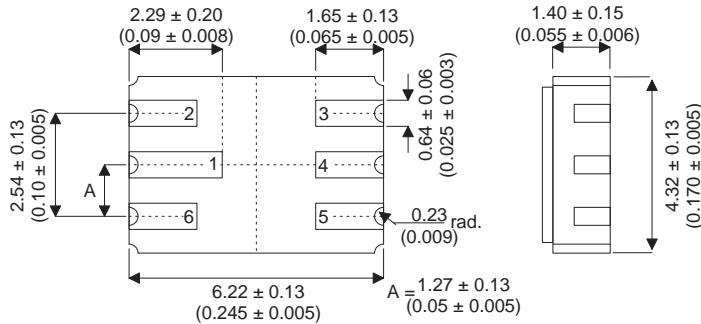 2.29 ± 0.20
(0.09 ± 0.008)
1.65 ± 0.13
(0.065 ± 0.005)
1.40 ± 0.15
(0.055 ± 0.006)
2
3
0.64 ± 0.06
(0.025 ± 0.003)
2.54 ± 0.13
(0.10 ± 0.005)
A
1
4
4.32 ± 0.13
(0.170 ± 0.005)
6
5
0.23 rad.
(0.009)
6.22 ± 0.13
(0.245 ± 0.005)
A = 1.27 ± 0.13
(0.05 ± 0.005)